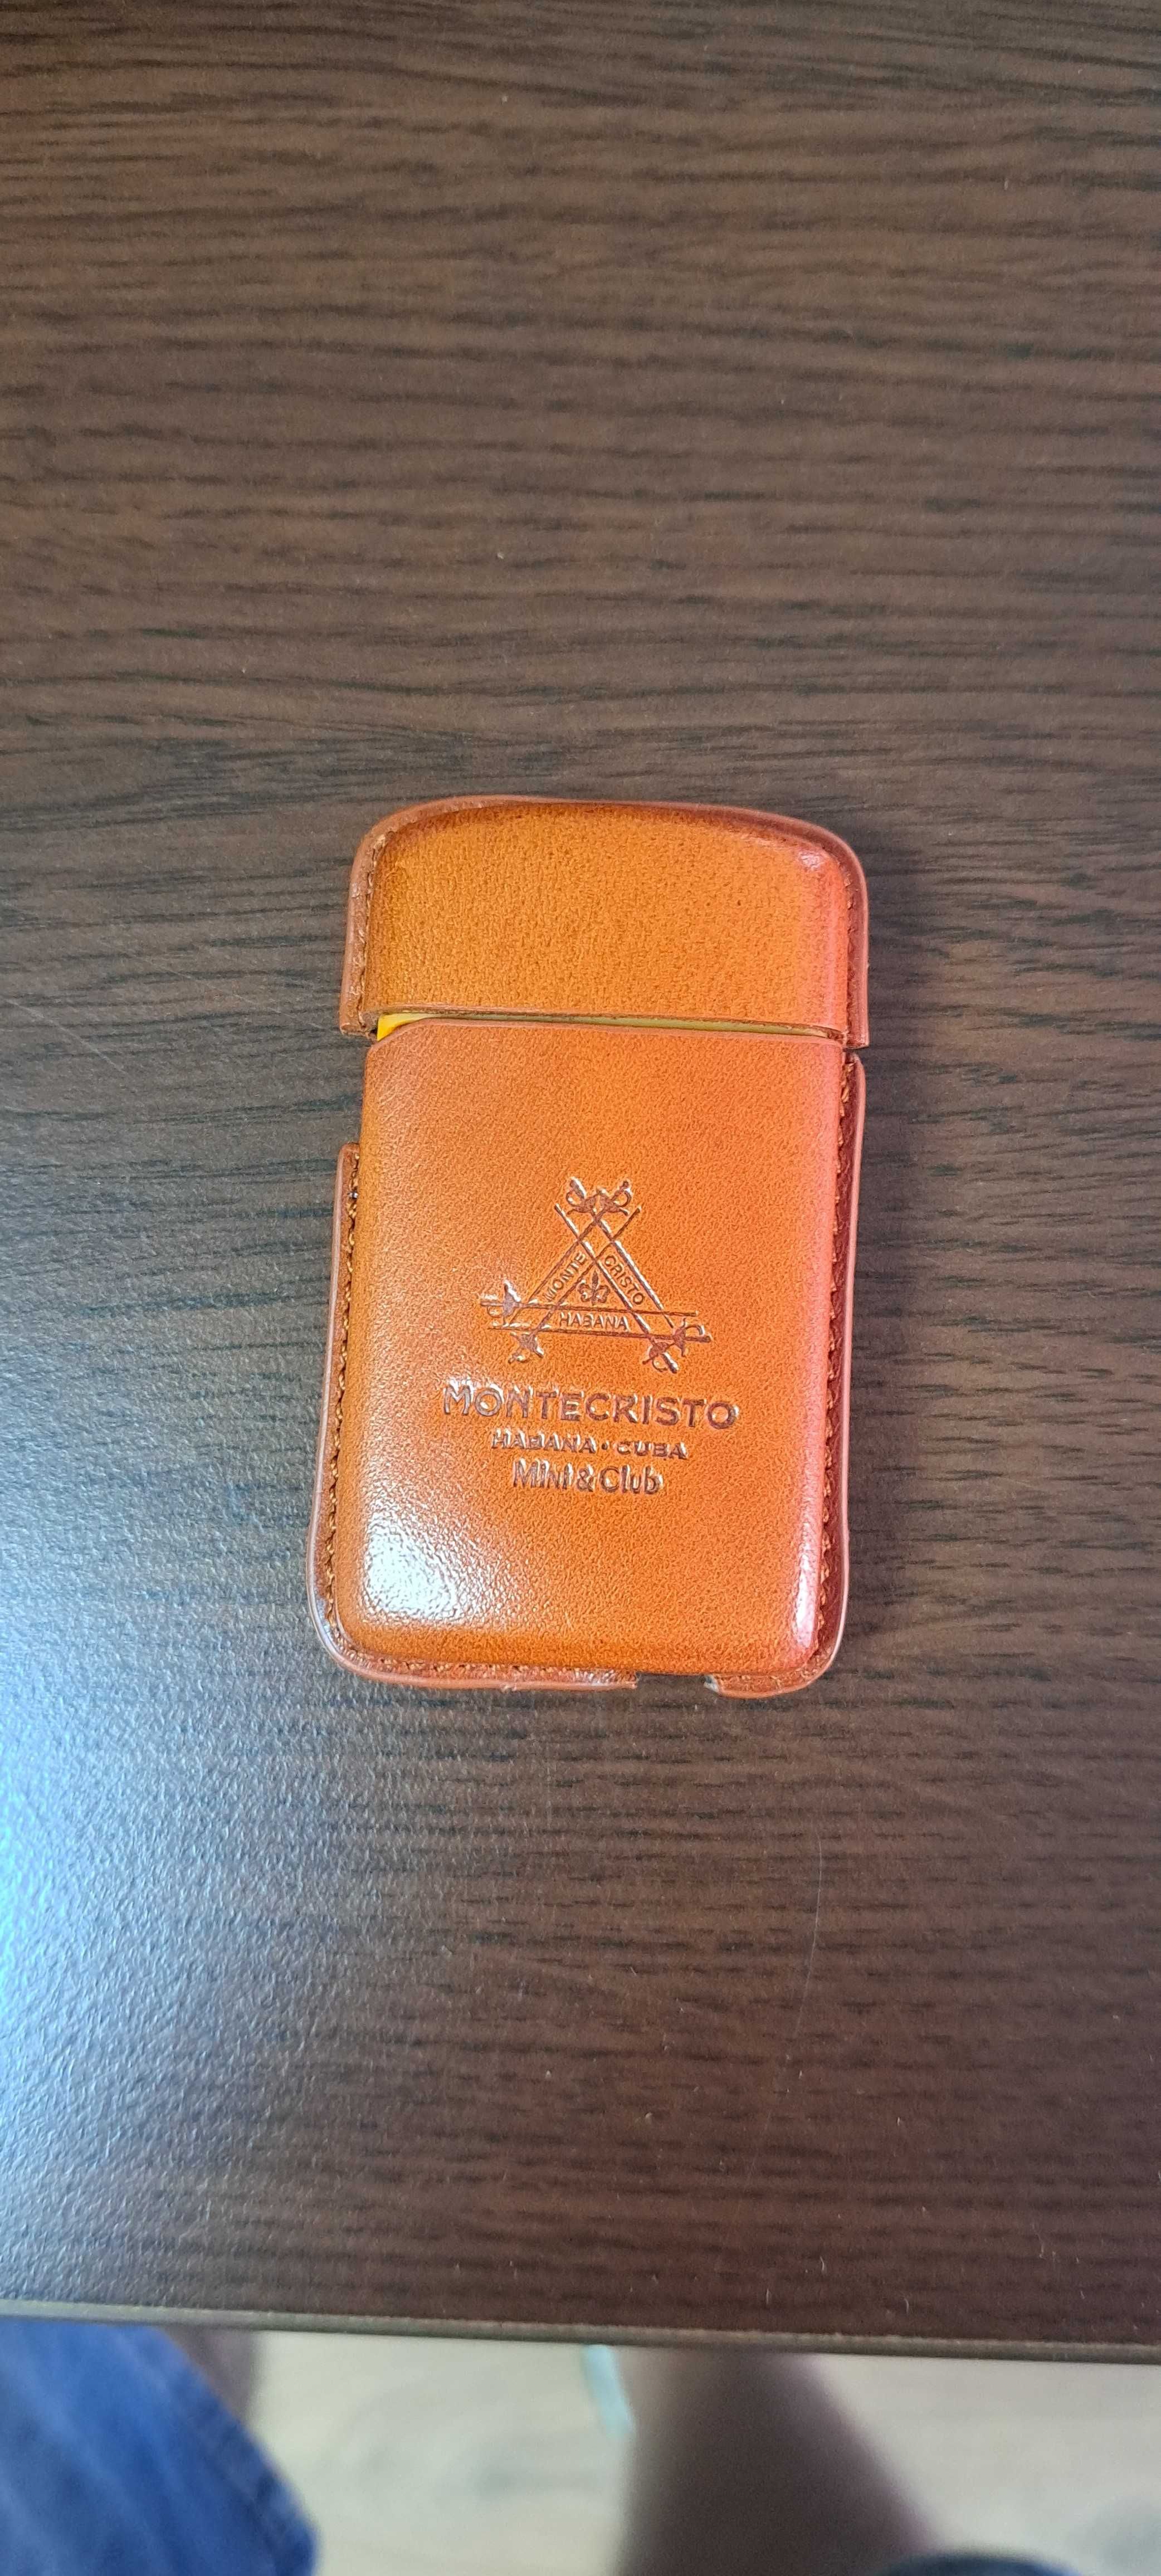 MONTE CRISTO
HABANA
MONTECRISTO
HABANA · CUBA
Mini & Club